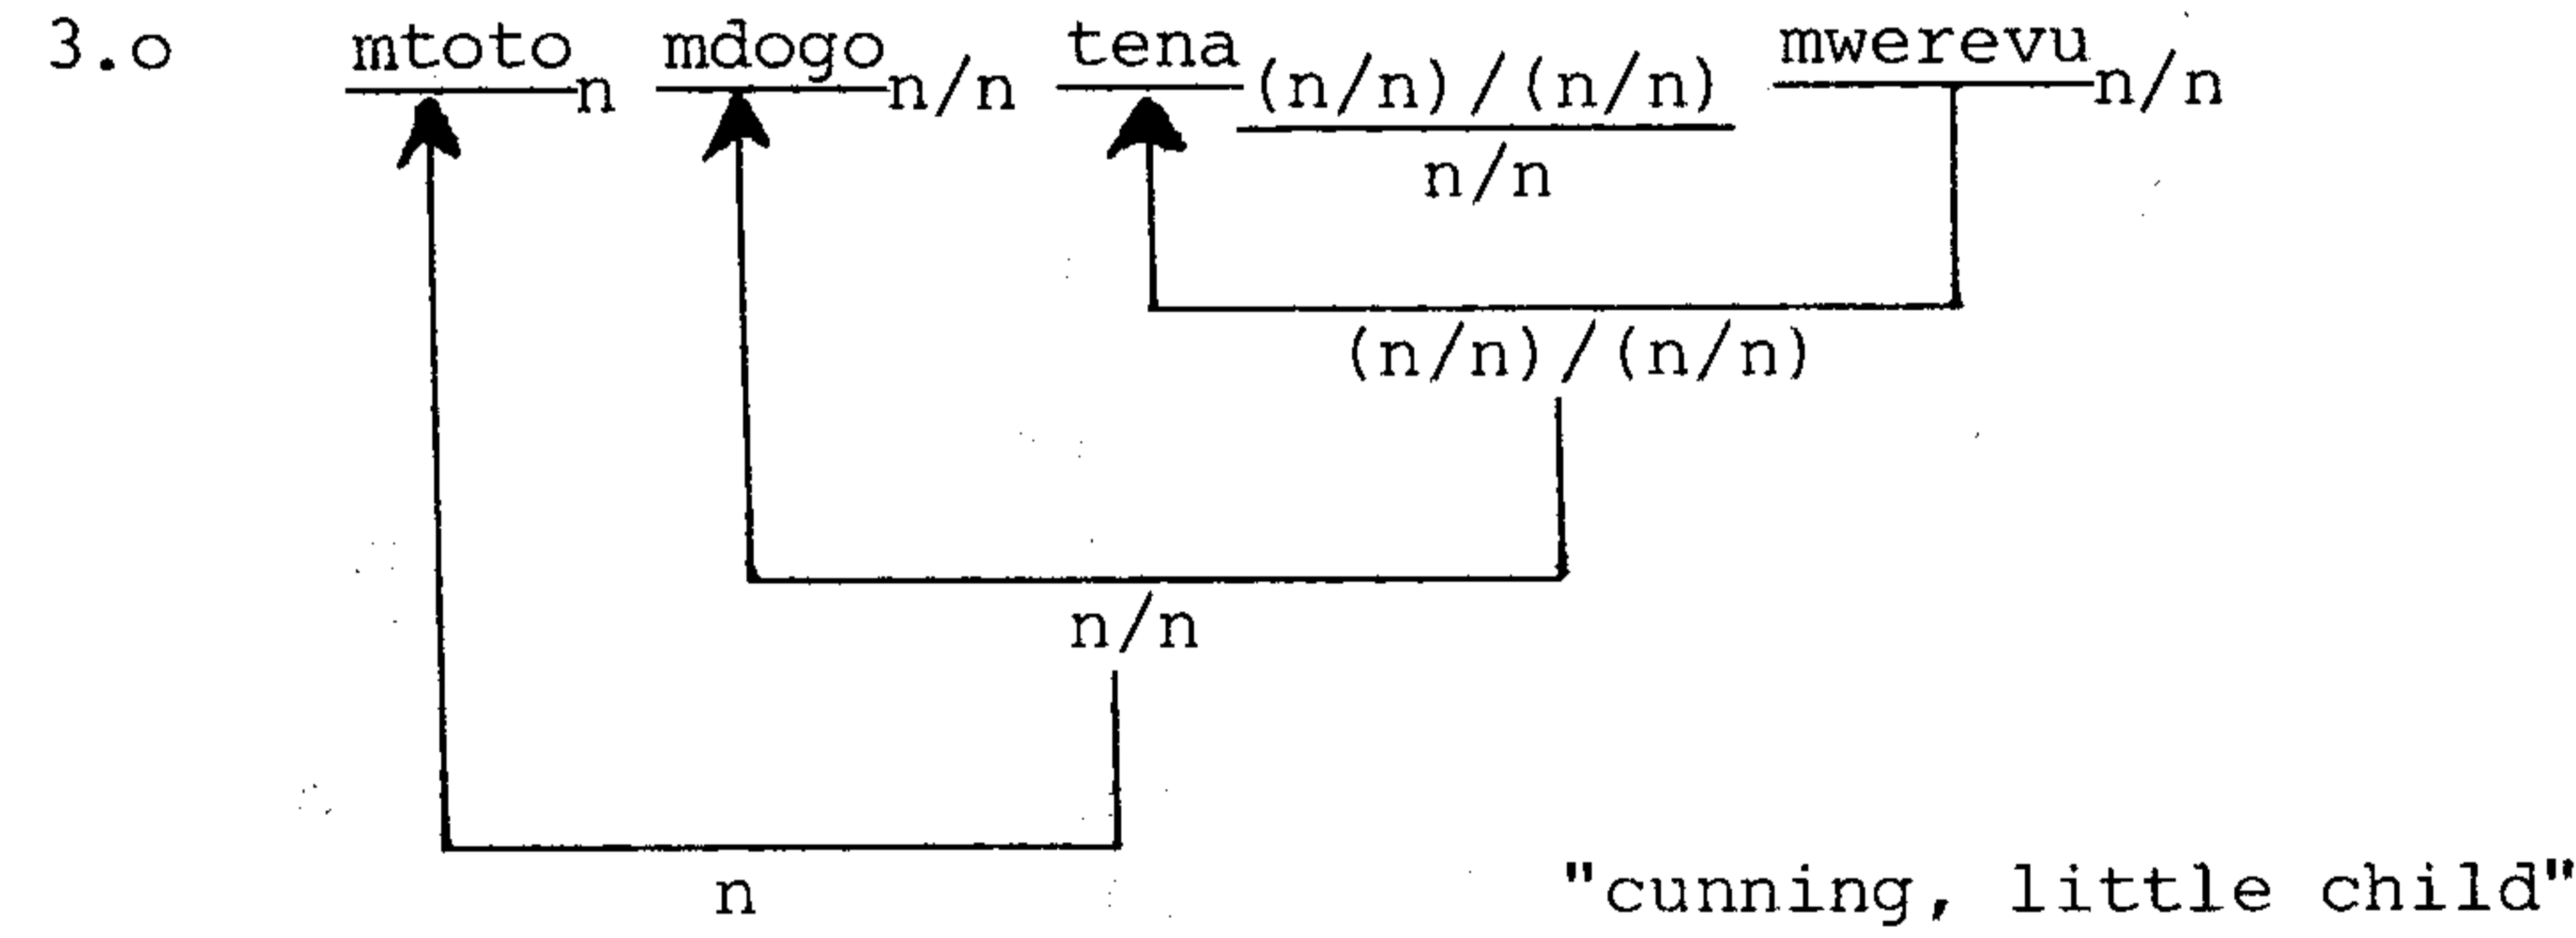 3.o mtoto n mdogo n/n tena (n/n)/(n/n) mwerevu n/n
n/n
(n/n)/(n/n)
n/n
n
"cunning, little child"